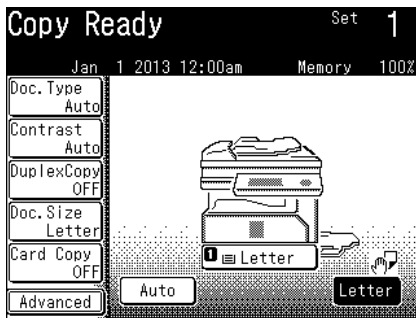 Copy Ready Set 1
Jan 1 2013 12:00am Memory 100%
Doc.Type
Auto
Contrast
Auto
DuplexCopy
OFF
Doc.Size
Letter
Card Copy
OFF
Advanced
1 Letter
Auto
Letter